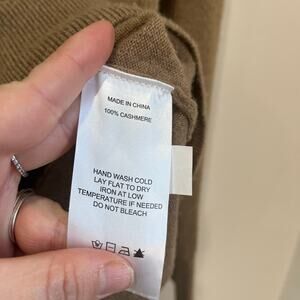 MADE IN CHINA
100% CASHMERE
HAND WASH COLD
LAY FLAT TO DRY
IRON AT LOW
TEMPERATURE IF NEEDED
DO NOT BLEACH